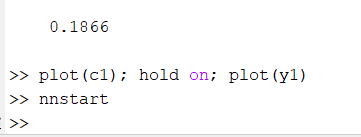 0.1866
>> plot(c1); hold on; plot(y1)
>> nnstart
>>